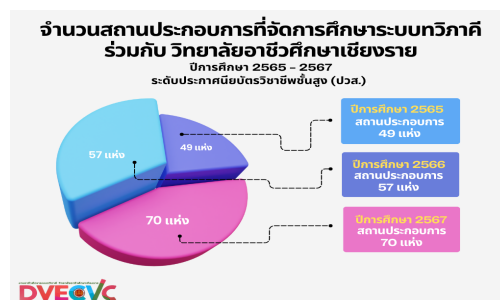 จำนวนสถานประกอบการที่จัดการศึกษาระบบทวิภาคี
ร่วมกับ วิทยาลัยอาชีวศึกษาเชียงราย
ปีการศึกษา 2565 – 2567
ระดับประกาศนียบัตรวิชาชีพชั้นสูง (ปวส.)
57 แห่ง
49 แห่ง
70 แห่ง
ปีการศึกษา 2565
สถานประกอบการ
49 แห่ง
ปีการศึกษา 2566
สถานประกอบการ
57 แห่ง
ปีการศึกษา 2567
สถานประกอบการ
70 แห่ง
DVECVC